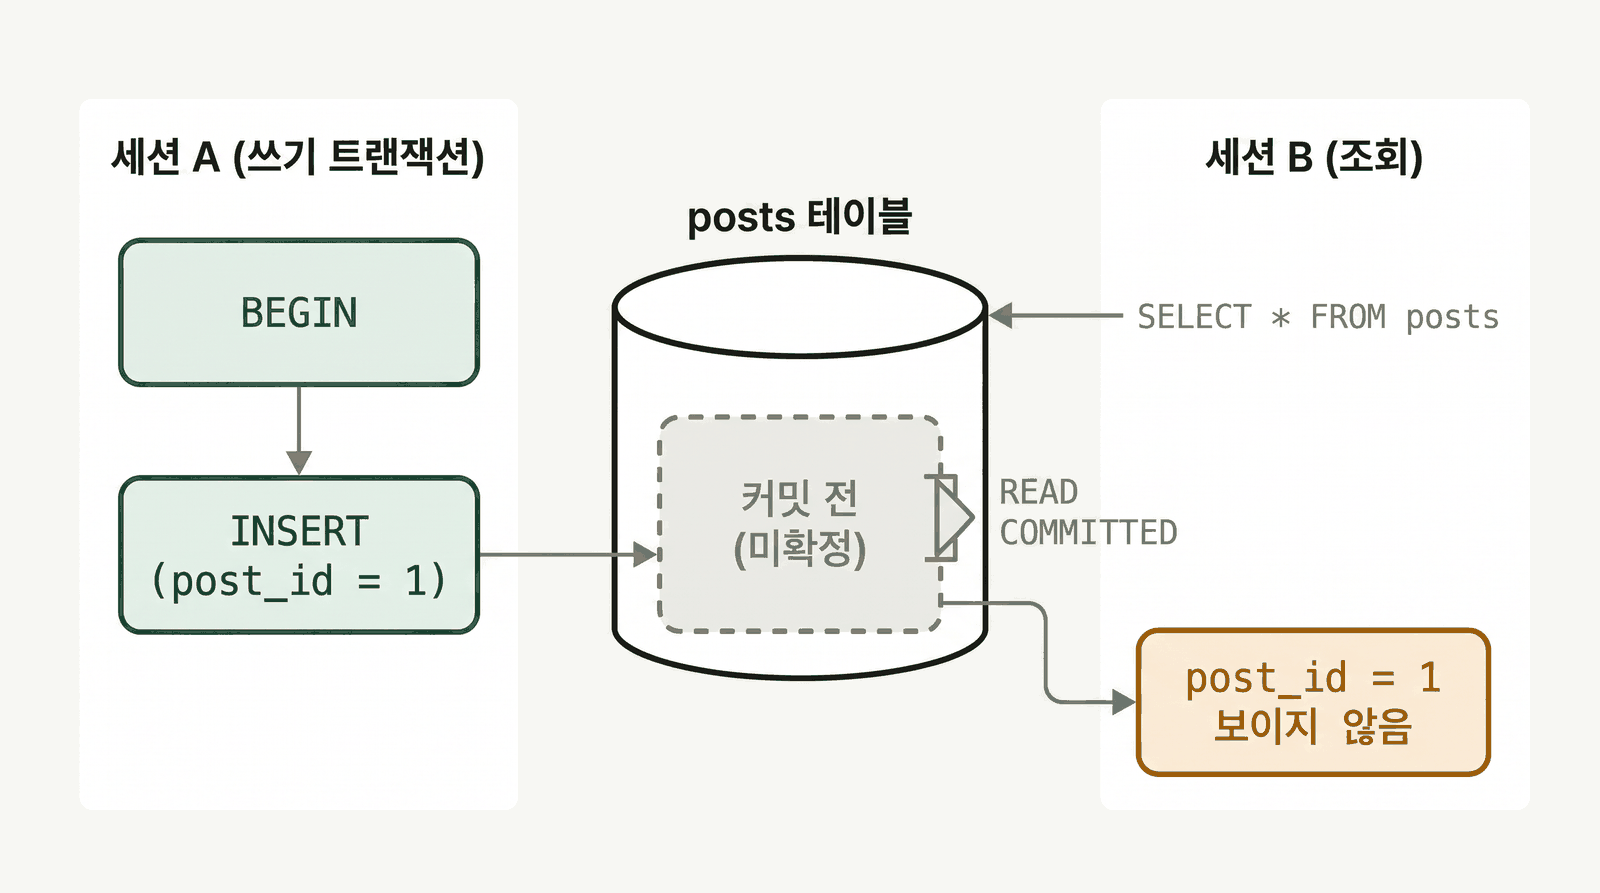 세션 A (쓰기 트랜잭션)
BEGIN
INSERT
(post_id = 1)
posts 테이블
커밋 전
(미확정)
READ
COMMITTED
세션 B (조회)
SELECT * FROM posts
post_id = 1
보이지 않음